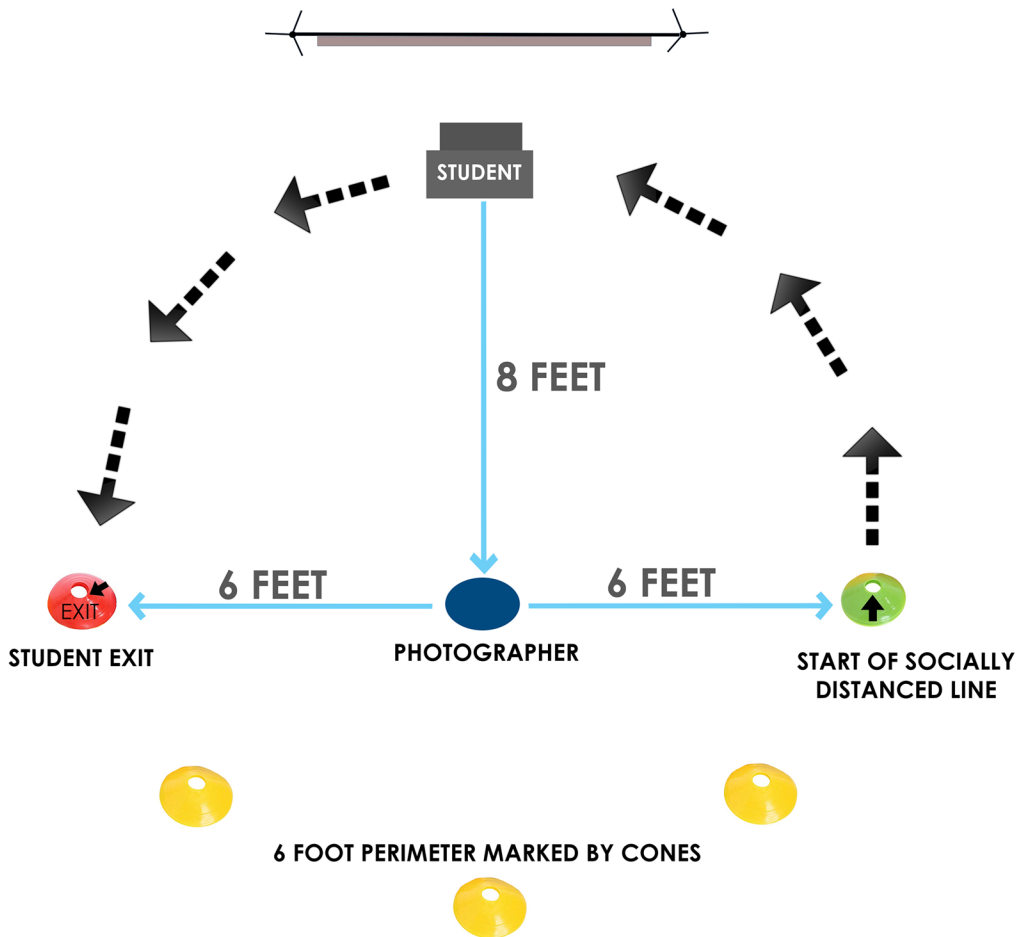 STUDENT
8 FEET
6 FEET
6 FEET
EXIT
STUDENT EXIT
PHOTOGRAPHER
START OF SOCIALLY
DISTANCED LINE
6 FOOT PERIMETER MARKED BY CONES